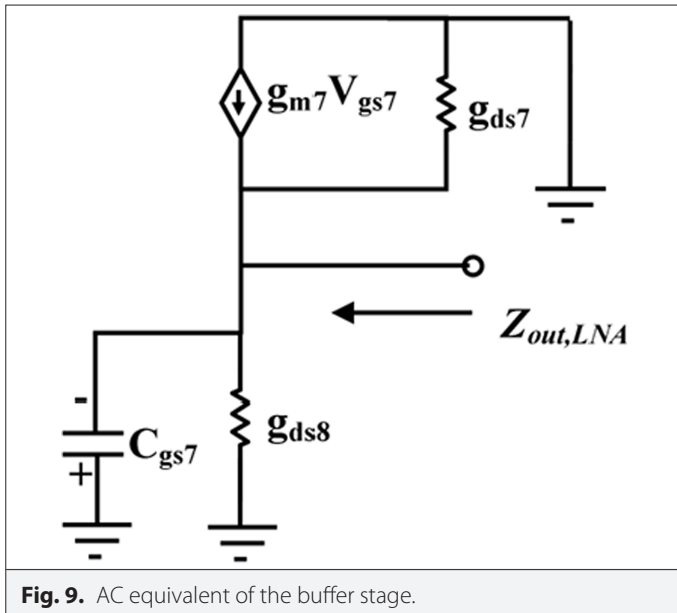 gm7Vgs7
gds7
Zout,LNA
-
Cgs7
+
gds8
Fig. 9. AC equivalent of the buffer stage.